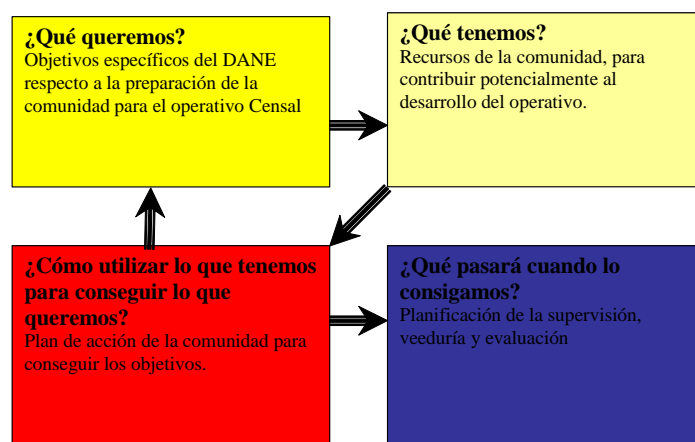 ¿Qué queremos?
Objetivos específicos del DANE
respecto a la preparación de la
comunidad para el operativo Censal
¿Qué tenemos?
Recursos de la comunidad, para
contribuir potencialmente al
desarrollo del operativo.
¿Cómo utilizar lo que tenemos
para conseguir lo que
queremos?
Plan de acción de la comunidad para
conseguir los objetivos.
¿Qué pasará cuando lo
consigamos?
Planificación de la supervisión,
veeduría y evaluación